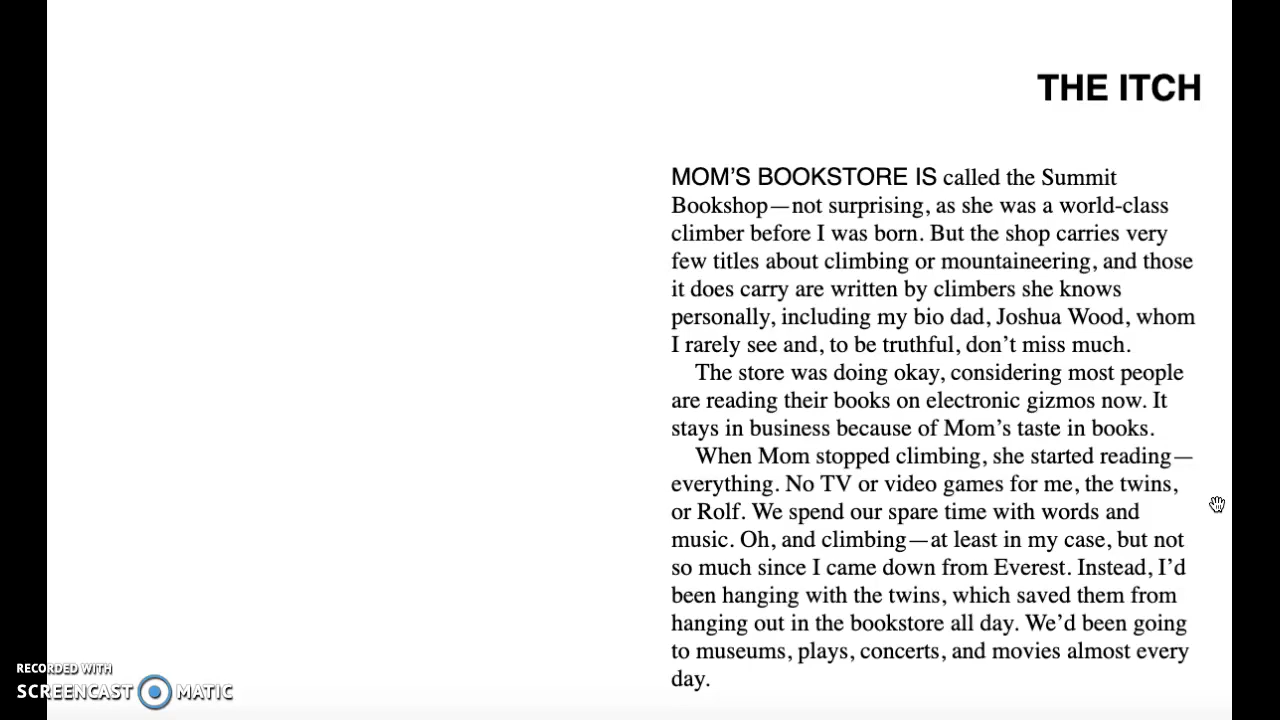 THE ITCH
MOM’S BOOKSTORE IS called the Summit
Bookshop—not surprising, as she was a world-class
climber before I was born. But the shop carries very
few titles about climbing or mountaineering, and those
it does carry are written by climbers she knows
personally, including my bio dad, Joshua Wood, whom
I rarely see and, to be truthful, don’t miss much.
The store was doing okay, considering most people
are reading their books on electronic gizmos now. It
stays in business because of Mom’s taste in books.
When Mom stopped climbing, she started reading—
everything. No TV or video games for me, the twins,
or Rolf. We spend our spare time with words and
music. Oh, and climbing—at least in my case, but not
so much since I came down from Everest. Instead, I’d
been hanging with the twins, which saved them from
hanging out in the bookstore all day. We’d been going
to museums, plays, concerts, and movies almost every
day.
RECORDED WITH
SCREENCAST MATIC